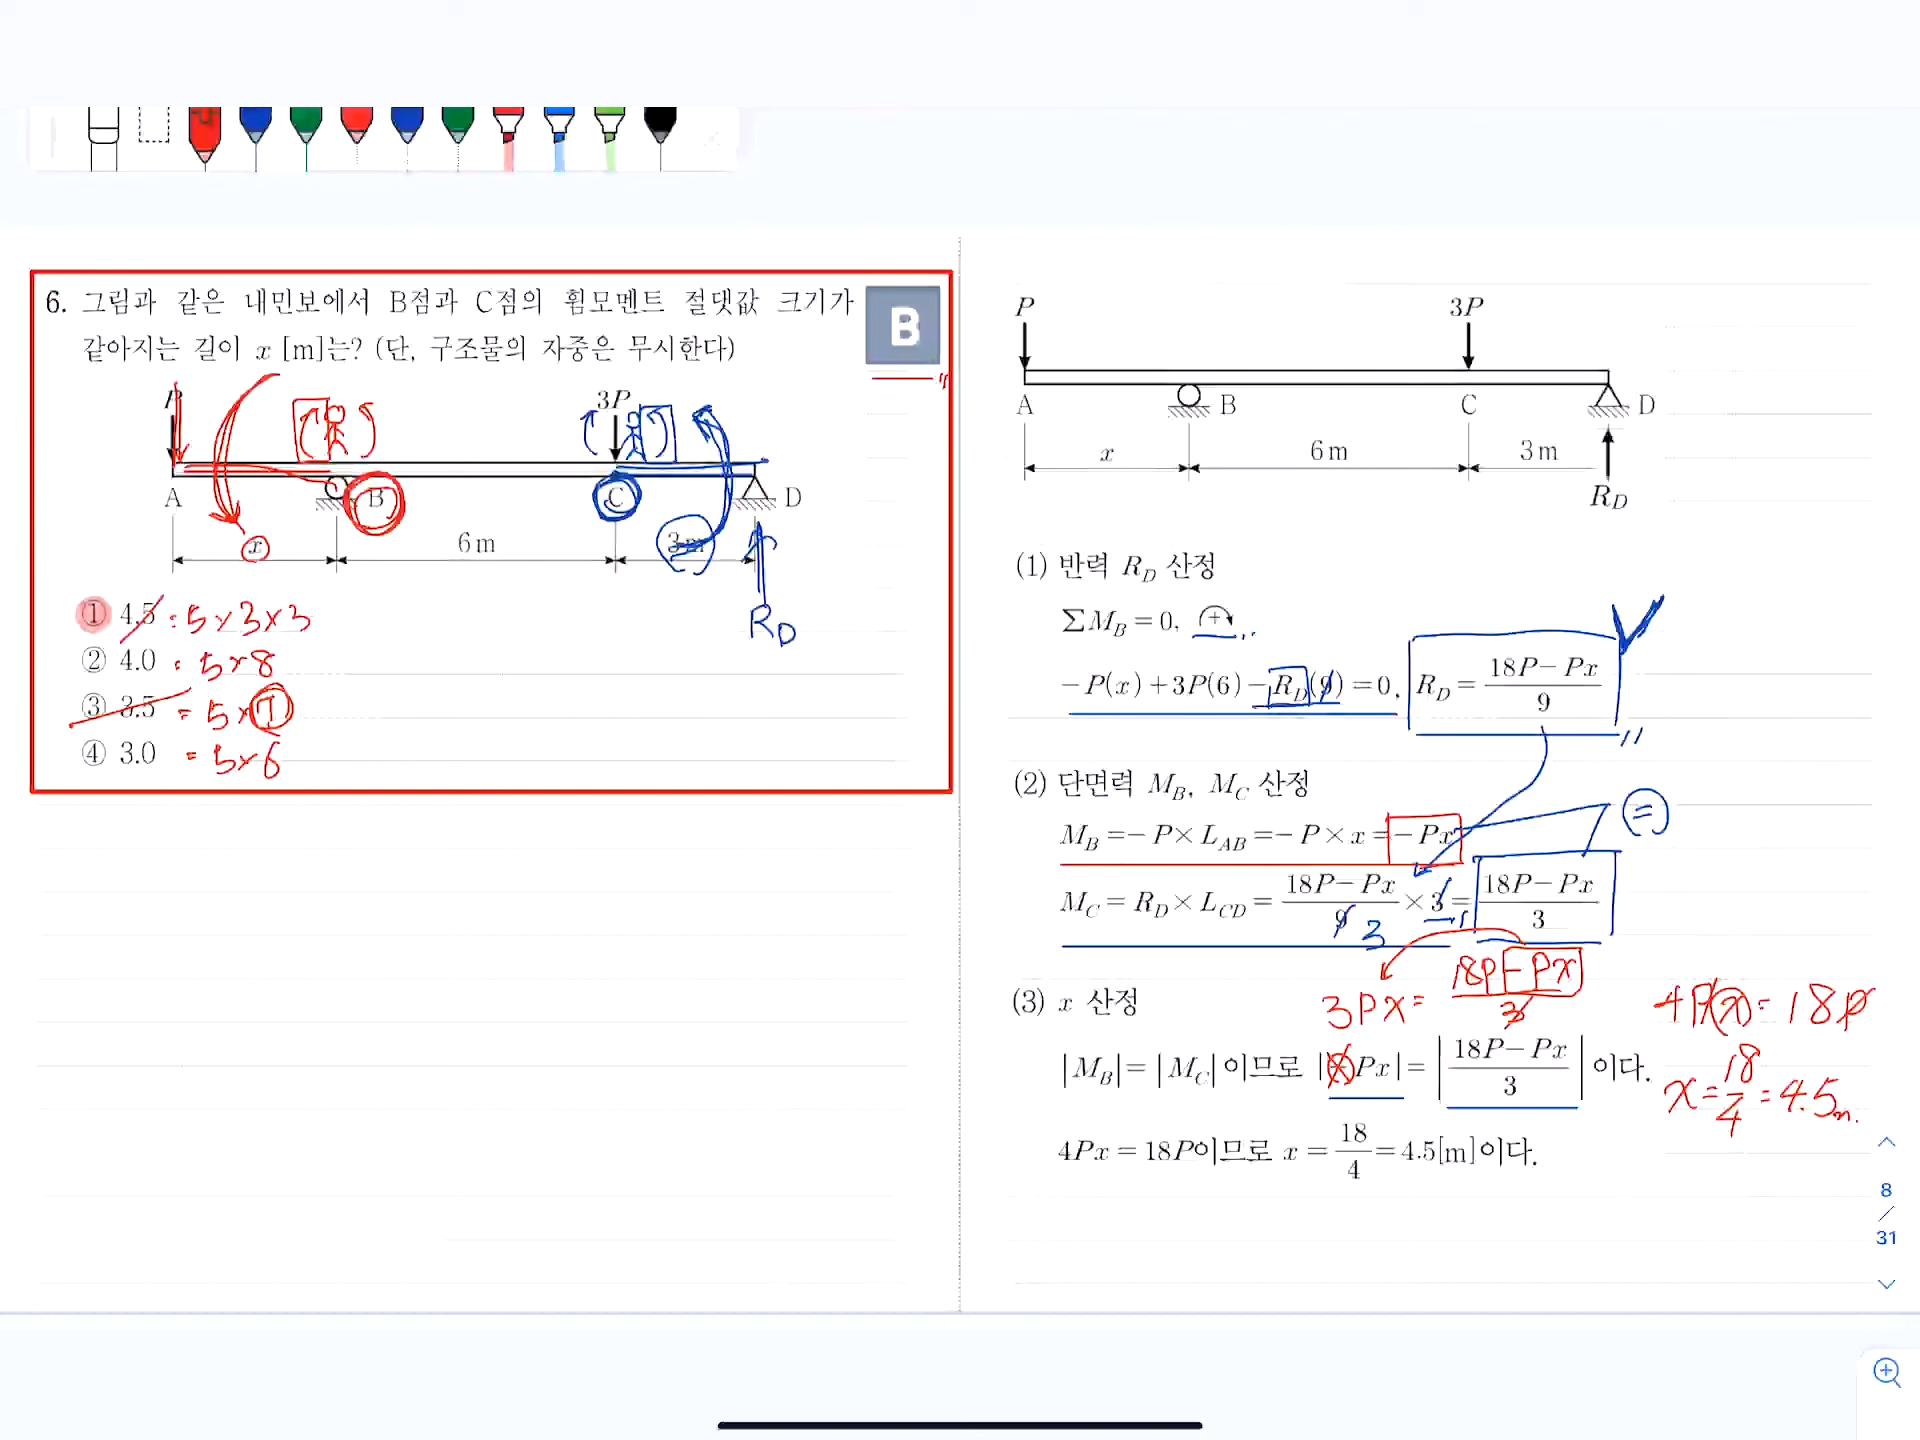 6. 그림과 같은 내민보에서 B점과 C점의 휨모멘트 절댓값 크기가
같아지는 길이 x [m]는? (단, 구조물의 자중은 무시한다)
B
P
3P
A
B
C
D
x
6m
3m
R_D
① 4.5 = 5×3×3
② 4.0 = 5×8
③ 3.5 = 5×7
④ 3.0 = 5×6
P
3P
A
B
C
D
x
6m
3m
R_D
(1) 반력 R_D 산정
ΣM_B = 0, (+)
-P(x)+3P(6)-R_D(9) = 0, R_D = (18P-Px)/9
(2) 단면력 M_B, M_C 산정
M_B = -P×L_AB = -P×x = -Px
(=)
M_C = R_D×L_CD = (18P-Px)/9 ×3 = (18P-Px)/3
3
(3) x 산정
3Px = (18P-Px)/3
4Px = 18P
|M_B| = |M_C| 이므로 |-Px| = |(18P-Px)/3| 이다.
x = 18/4 = 4.5m.
4Px = 18P이므로 x = 18/4 = 4.5[m]이다.
8
/
31